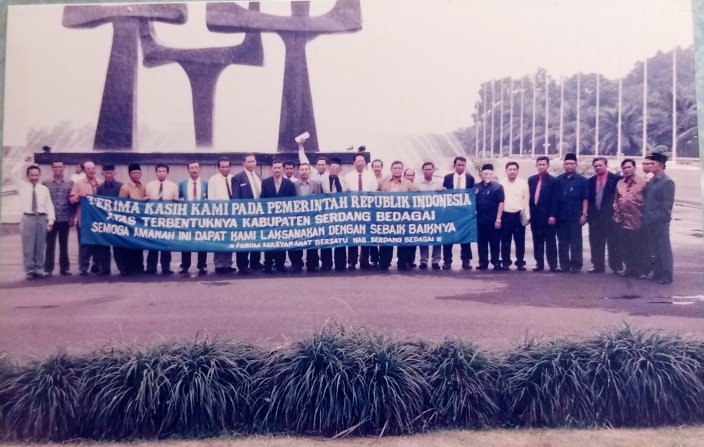 TERIMA KASIH KAMI PADA PEMERINTAH REPUBLIK INDONESIA
ATAS TERBENTUKNYA KABUPATEN SERDANG BEDAGAI
SEMOGA AMANAH INI DAPAT KAMI LAKSANAKAN DENGAN SEBAIK BAIKNYA
FORUM MASYARAKAT BERSATU KAB. SERDANG BEDAGAI